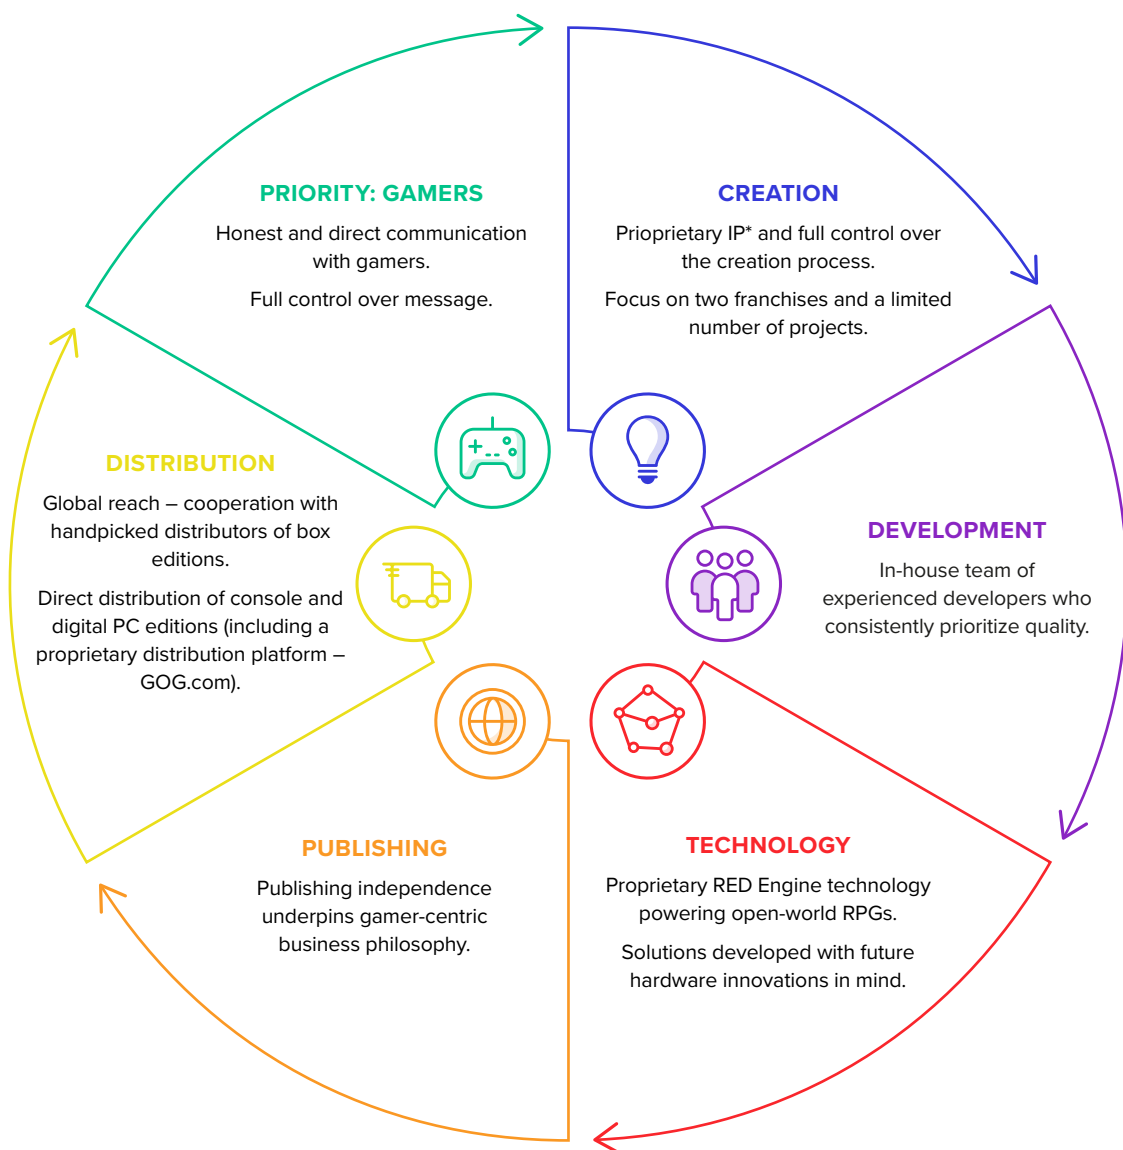 PRIORITY: GAMERS
Honest and direct communication
with gamers.
Full control over message.
CREATION
Prioprietary IP* and full control over
the creation process.
Focus on two franchises and a limited
number of projects.
DISTRIBUTION
Global reach – cooperation with
handpicked distributors of box
editions.
Direct distribution of console and
digital PC editions (including a
proprietary distribution platform –
GOG.com).
DEVELOPMENT
In-house team of
experienced developers who
consistently prioritize quality.
PUBLISHING
Publishing independence
underpins gamer-centric
business philosophy.
TECHNOLOGY
Proprietary RED Engine technology
powering open-world RPGs.
Solutions developed with future
hardware innovations in mind.